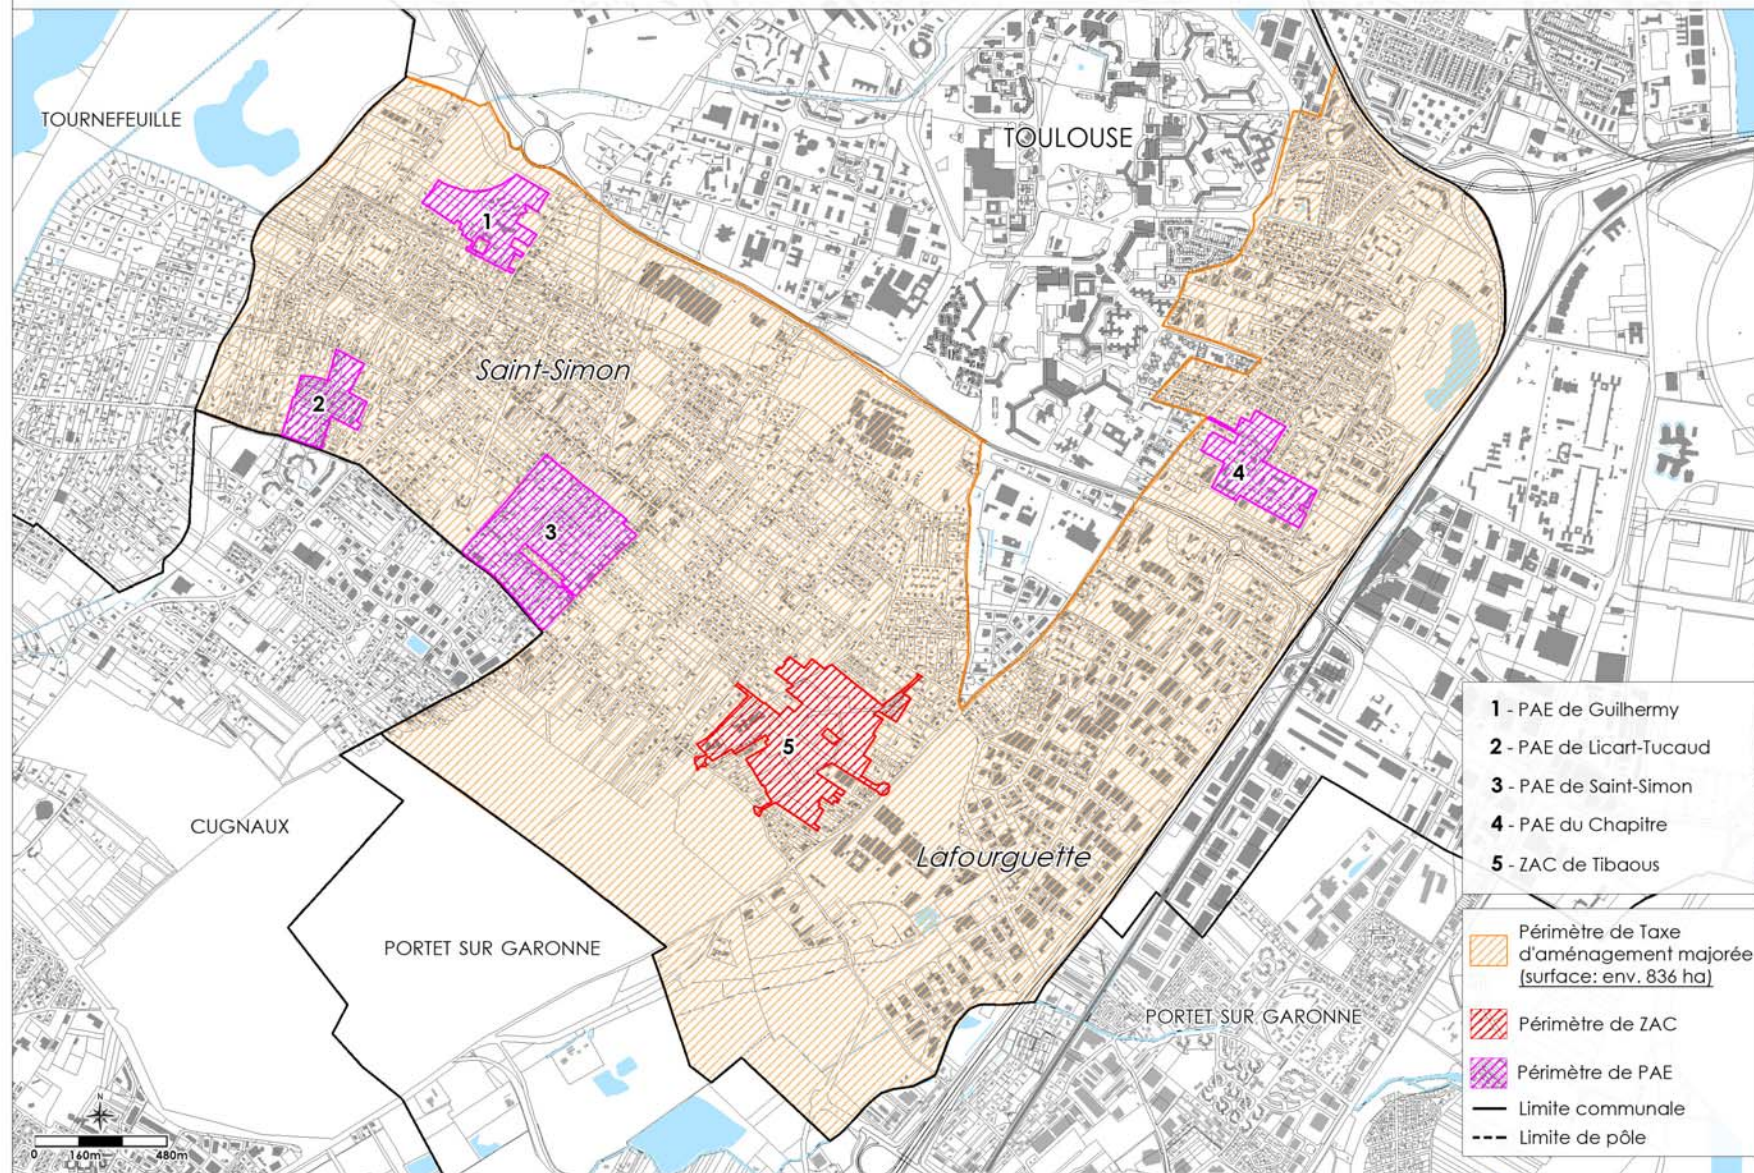 TOURNEFEUILLE
TOULOUSE
1
Saint-Simon
2
4
3
5
CUGNAUX
Lafourguette
PORTET SUR GARONNE
PORTET SUR GARONNE
1 - PAE de Guilhermy
2 - PAE de Licart-Tucaud
3 - PAE de Saint-Simon
4 - PAE du Chapitre
5 - ZAC de Tibaous
Périmètre de Taxe
d'aménagement majorée
(surface: env. 836 ha)
Périmètre de ZAC
Périmètre de PAE
Limite communale
Limite de pôle
N
0 160m 480m